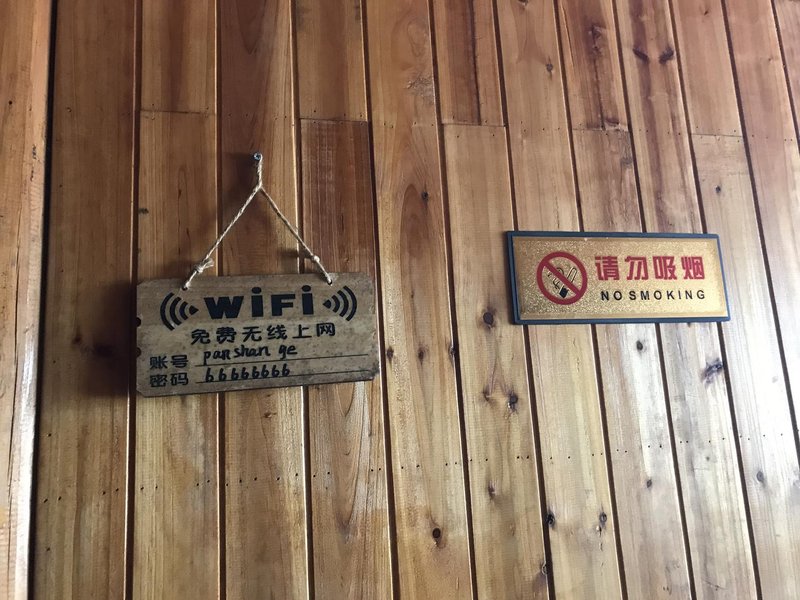 WiFi
免费无线上网
账号 panshan ge
密码 66666666
请勿吸烟
NO SMOKING